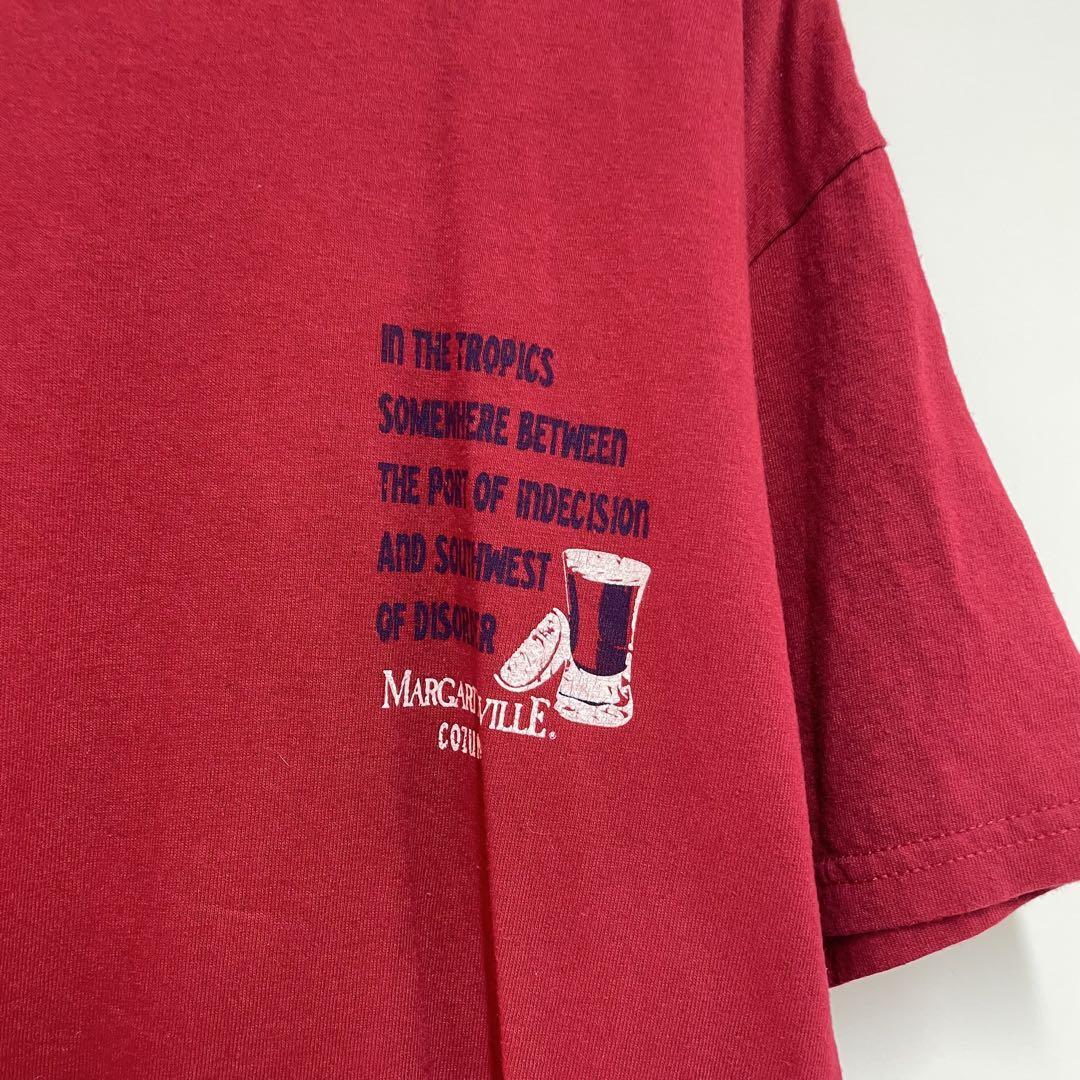 In THE TROPICS
SOMEWHERE BETWEEN
THE PORT OF InDECISIOn
AnD SOUTHWEST
OF DISORDER
MARGARITAVILLE®